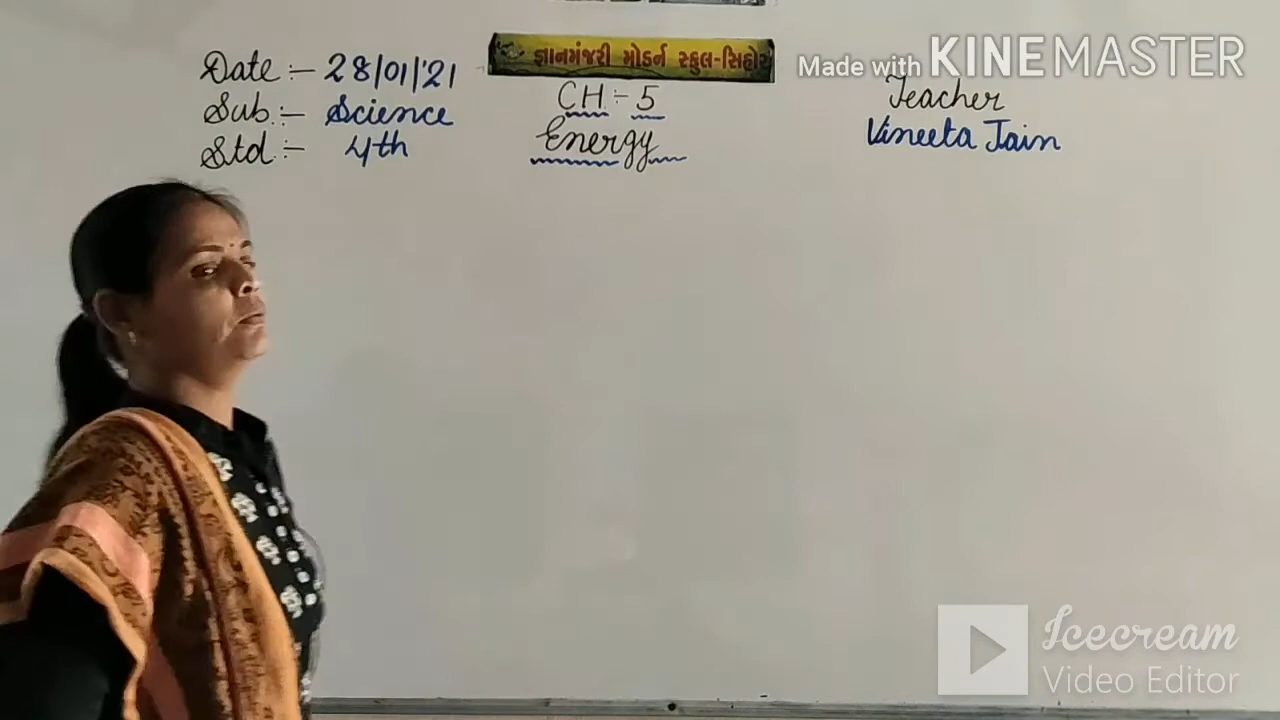 Date :- 28/01/'21
Sub :- Science
Std :- 4th
જ્ઞાનમંજરી મોડર્ન સ્કુલ-સિહોર
CH :- 5
Energy
Made with KINEMASTER
Teacher
Vineeta Jain
Icecream
Video Editor